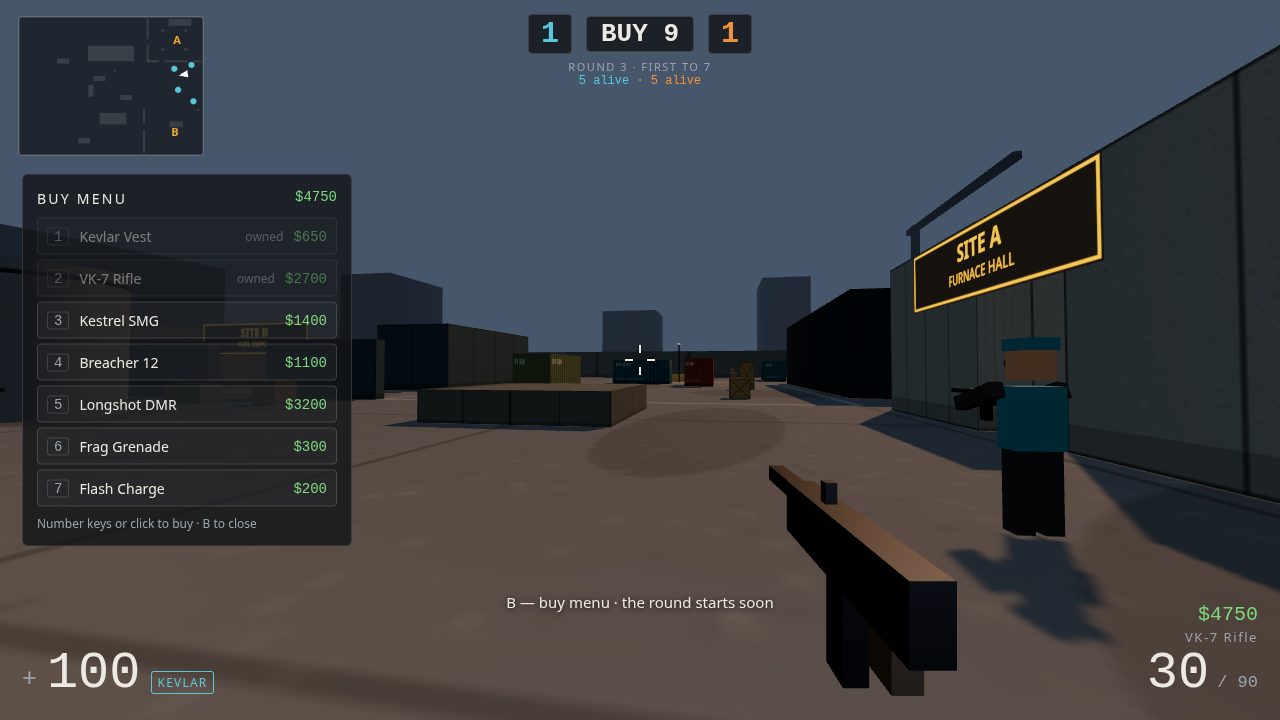 A
B
1 BUY 9 1
ROUND 3 · FIRST TO 7
5 alive · 5 alive
BUY MENU $4750
1 Kevlar Vest owned $650
2 VK-7 Rifle owned $2700
3 Kestrel SMG $1400
4 Breacher 12 $1100
5 Longshot DMR $3200
6 Frag Grenade $300
7 Flash Charge $200
Number keys or click to buy · B to close
SITE B
SITE A
FURNACE HALL
B — buy menu · the round starts soon
+ 100 KEVLAR
$4750
VK-7 Rifle
30 / 90